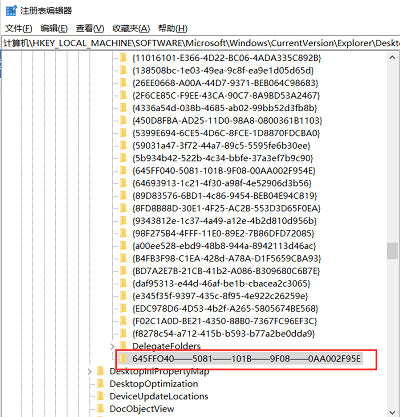 注册表编辑器
文件(F) 编辑(E) 查看(V) 收藏夹(A) 帮助(H)
计算机\HKEY_LOCAL_MACHINE\SOFTWARE\Microsoft\Windows\CurrentVersion\Explorer\Deskto
{11016101-E366-4D22-BC06-4ADA335C892B}
{138508bc-1e03-49ea-9c8f-ea9e1d05d65d}
{26EE0668-A00A-44D7-9371-BEB064C98683}
{2F6CE85C-F9EE-43CA-90C7-8A9BD53A2467}
{4336a54d-038b-4685-ab02-99bb52d3fb8b}
{450D8FBA-AD25-11D0-98A8-0800361B1103}
{5399E694-6CE5-4D6C-8FCE-1D8870FDCBA0}
{59031a47-3f72-44a7-89c5-5595fe6b30ee}
{5b934b42-522b-4c34-bbfe-37a3ef7b9c90}
{645FF040-5081-101B-9F08-00AA002F954E}
{64693913-1c21-4f30-a98f-4e52906d3b56}
{89D83576-6BD1-4c86-9454-BEB04E94C819}
{8FD8B88D-30E1-4F25-AC2B-553D3D65F0EA}
{9343812e-1c37-4a49-a12e-4b2d810d956b}
{98F275B4-4FFF-11E0-89E2-7B86DFD72085}
{a00ee528-ebd9-48b8-944a-8942113d46ac}
{B4FB3F98-C1EA-428d-A78A-D1F5659CBA93}
{BD7A2E7B-21CB-41b2-A086-B309680C6B7E}
{daf95313-e44d-46af-be1b-cbacea2c3065}
{e345f35f-9397-435c-8f95-4e922c26259e}
{EDC978D6-4D53-4b2f-A265-5805674BE568}
{F02C1A0D-BE21-4350-88B0-7367FC96EF3C}
{f8278c54-a712-415b-b593-b77a2be0dda9}
DelegateFolders
645FFO40——5081——101B——9F08——0AA002F95E
DesktopIniPropertyMap
DesktopOptimization
DeviceUpdateLocations
DocObjectView